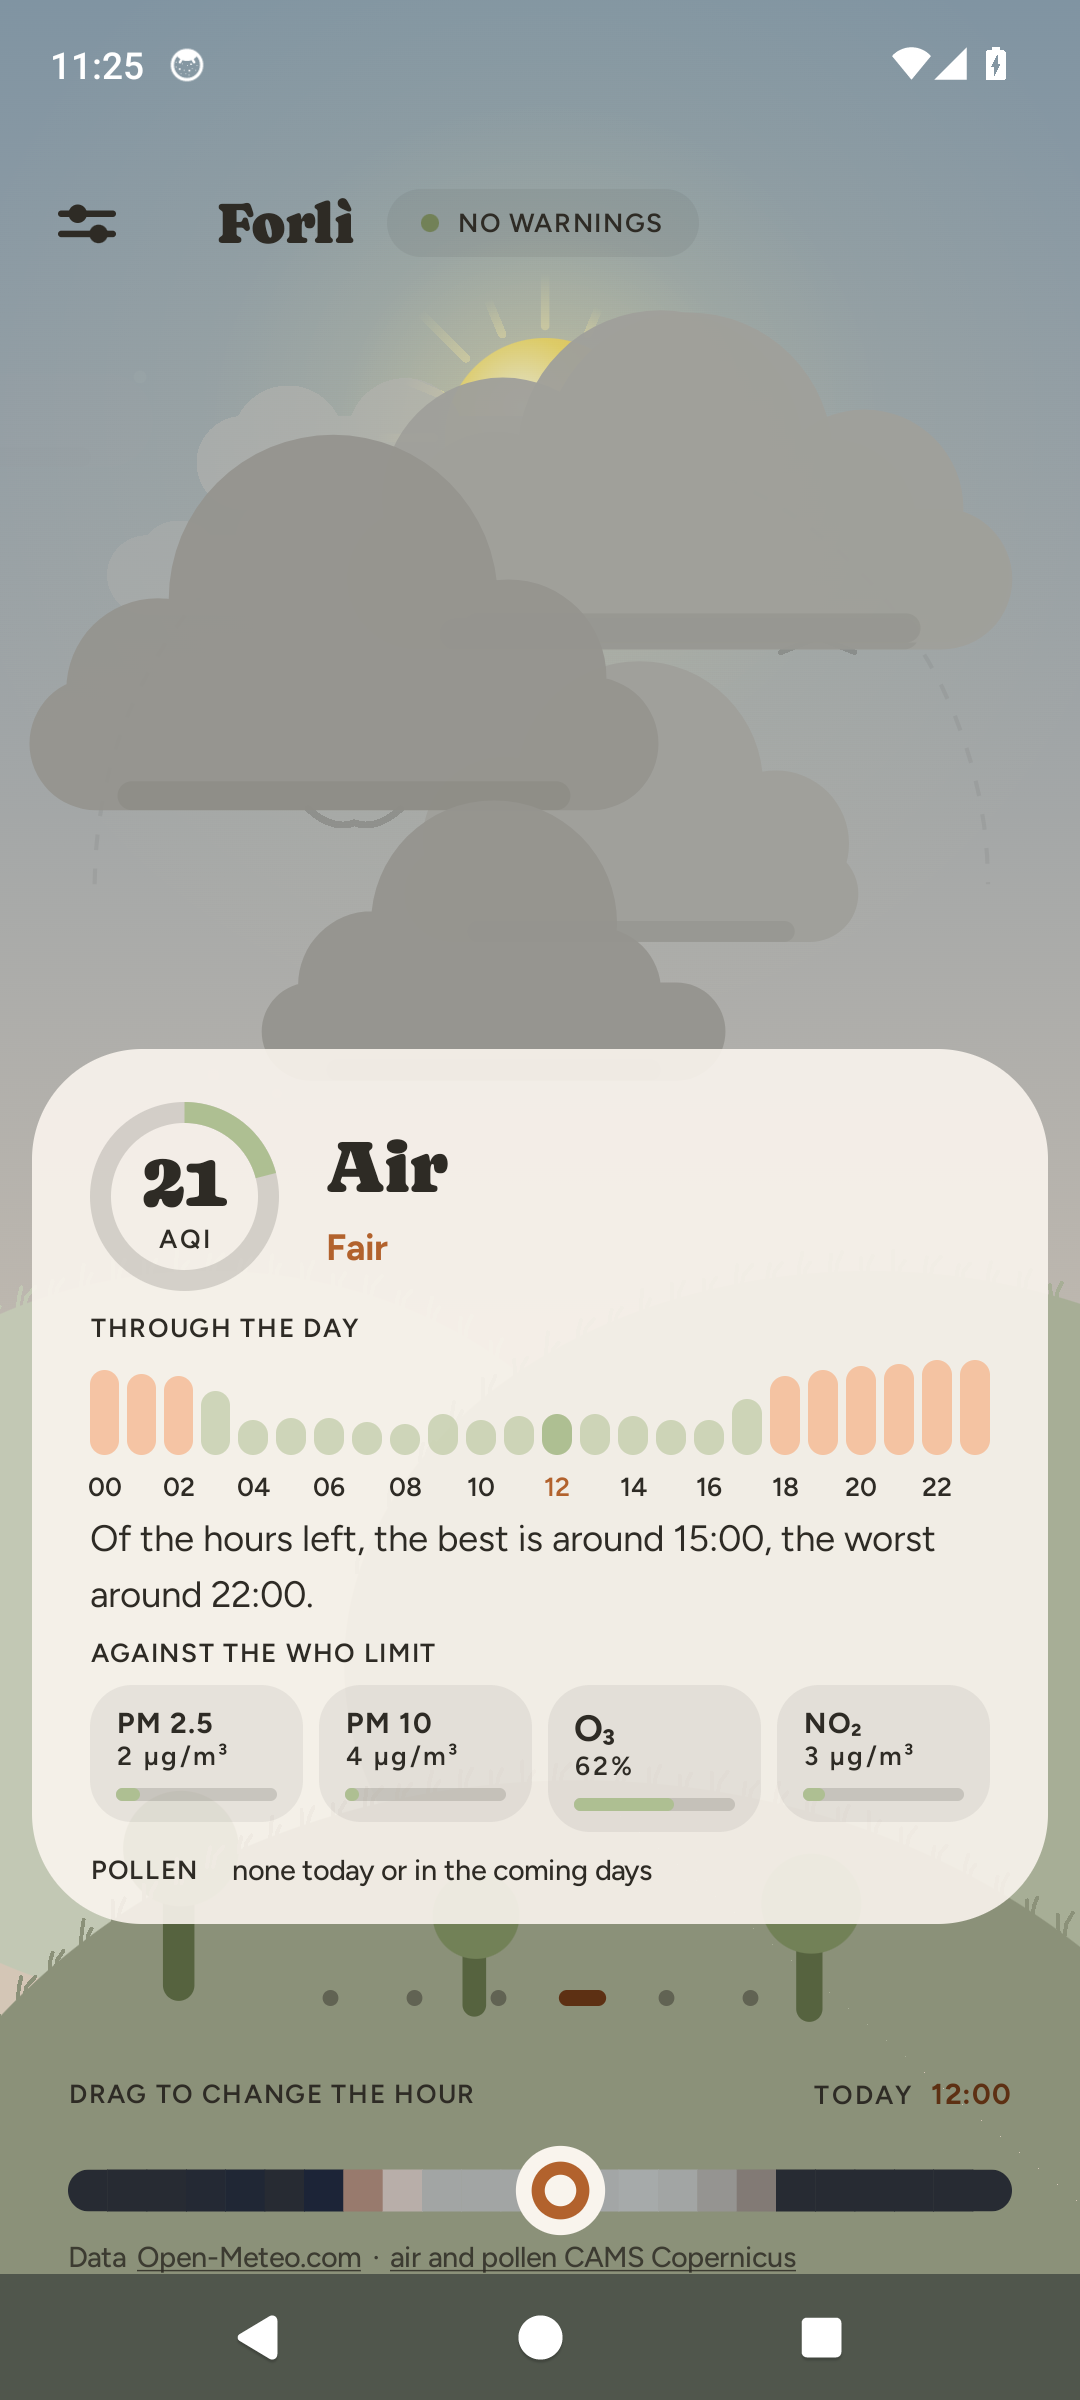 11:25
Forlì
NO WARNINGS
21
AQI
Air
Fair
THROUGH THE DAY
00 02 04 06 08 10 12 14 16 18 20 22
Of the hours left, the best is around 15:00, the worst
around 22:00.
AGAINST THE WHO LIMIT
PM 2.5
2 µg/m³
PM 10
4 µg/m³
O₃
62%
NO₂
3 µg/m³
POLLEN none today or in the coming days
DRAG TO CHANGE THE HOUR
TODAY 12:00
Data Open-Meteo.com · air and pollen CAMS Copernicus